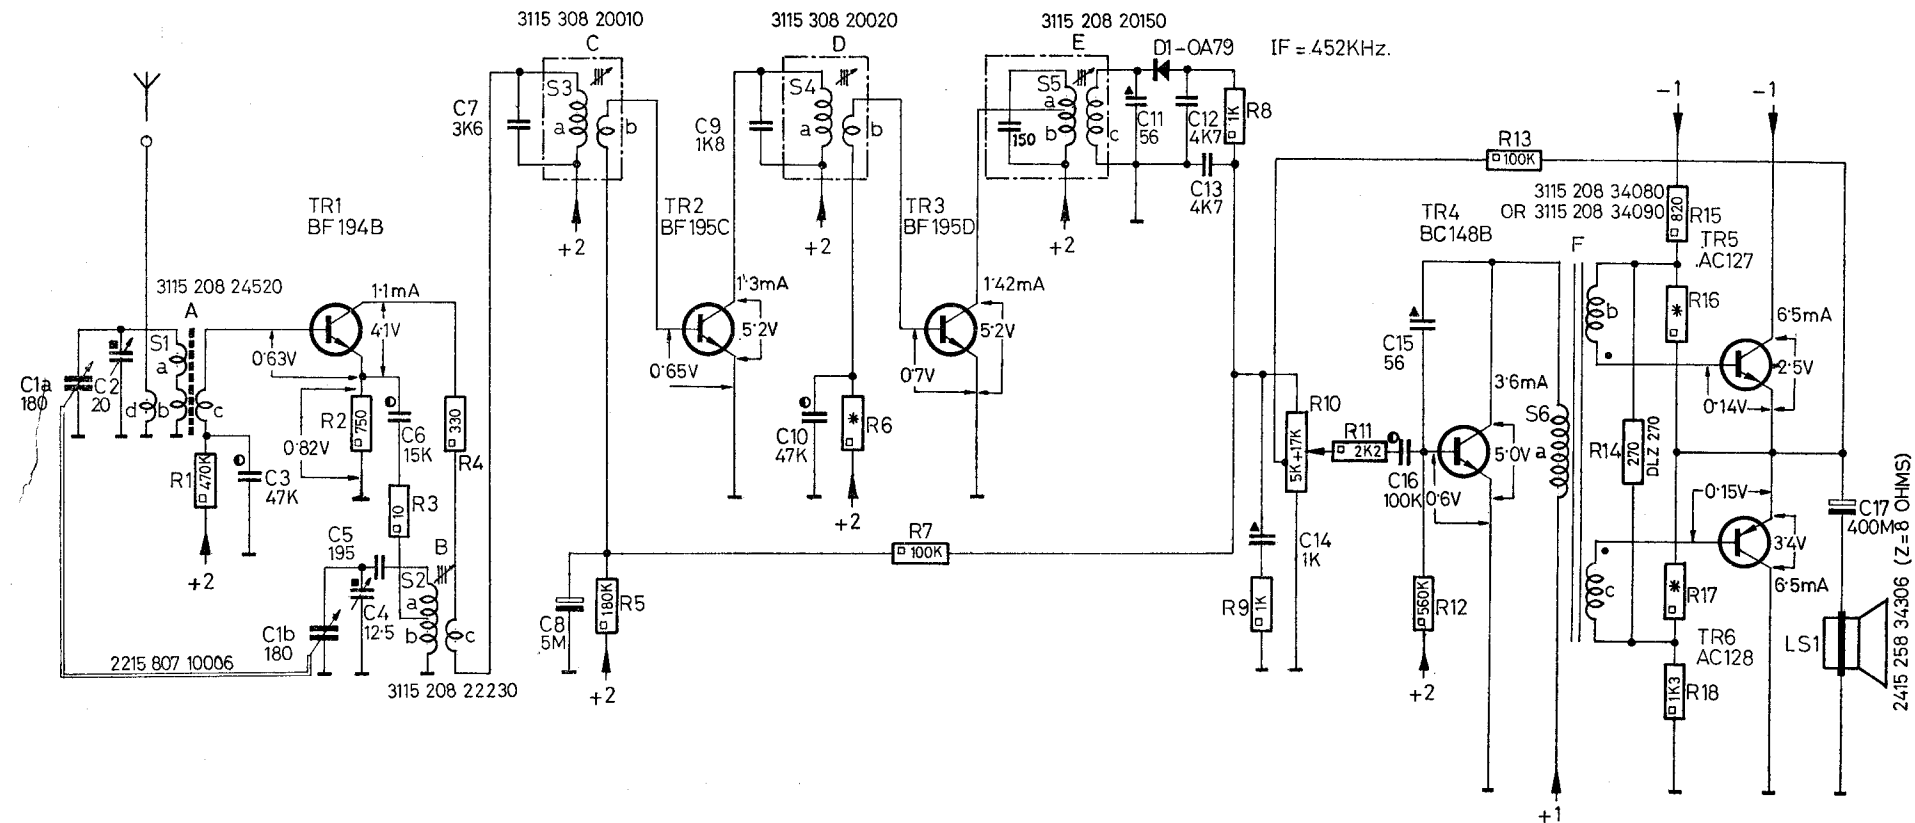 3115 308 20010
3115 308 20020
3115 208 20150
C
D
E
D1-OA79
IF = 452KHz.
C7
3K6
S3
a
b
C9
1K8
S4
a
b
S5
a
b
c
150
C11
56
C12
4K7
1K
R8
C13
4K7
+2
+2
+2
-1
-1
R13
100K
3115 208 34080
OR 3115 208 34090
820
R15
TR1
BF194B
TR2
BF195C
TR3
BF195D
TR4
BC148B
F
TR5
AC127
3115 208 24520
A
1·1mA
4·1V
0·63V
1·3mA
5·2V
0·65V
1·42mA
5·2V
0·7V
C15
56
b
*
R16
6·5mA
2·5V
0·14V
C1a
180
C2
20
S1
a
d
b
c
R2
750
0·82V
C6
15K
330
R4
C10
47K
*
R6
+2
R10
5K+17K
R11
2K2
C16
100K
3·6mA
5·0V
0·6V
S6
a
R14
270
DLZ 270
R1
470K
C3
47K
+2
R3
10
C5
195
B
S2
a
b
c
C4
12·5
C1b
180
2215 807 10006
3115 208 22230
R7
100K
C8
5M
180K
R5
+2
C14
1K
R9
1K
560K
R12
+2
0·15V
3·4V
6·5mA
C17
400M
c
*
R17
TR6
AC128
1K3
R18
LS1
2415 258 34306 (Z=8 OHMS)
+1